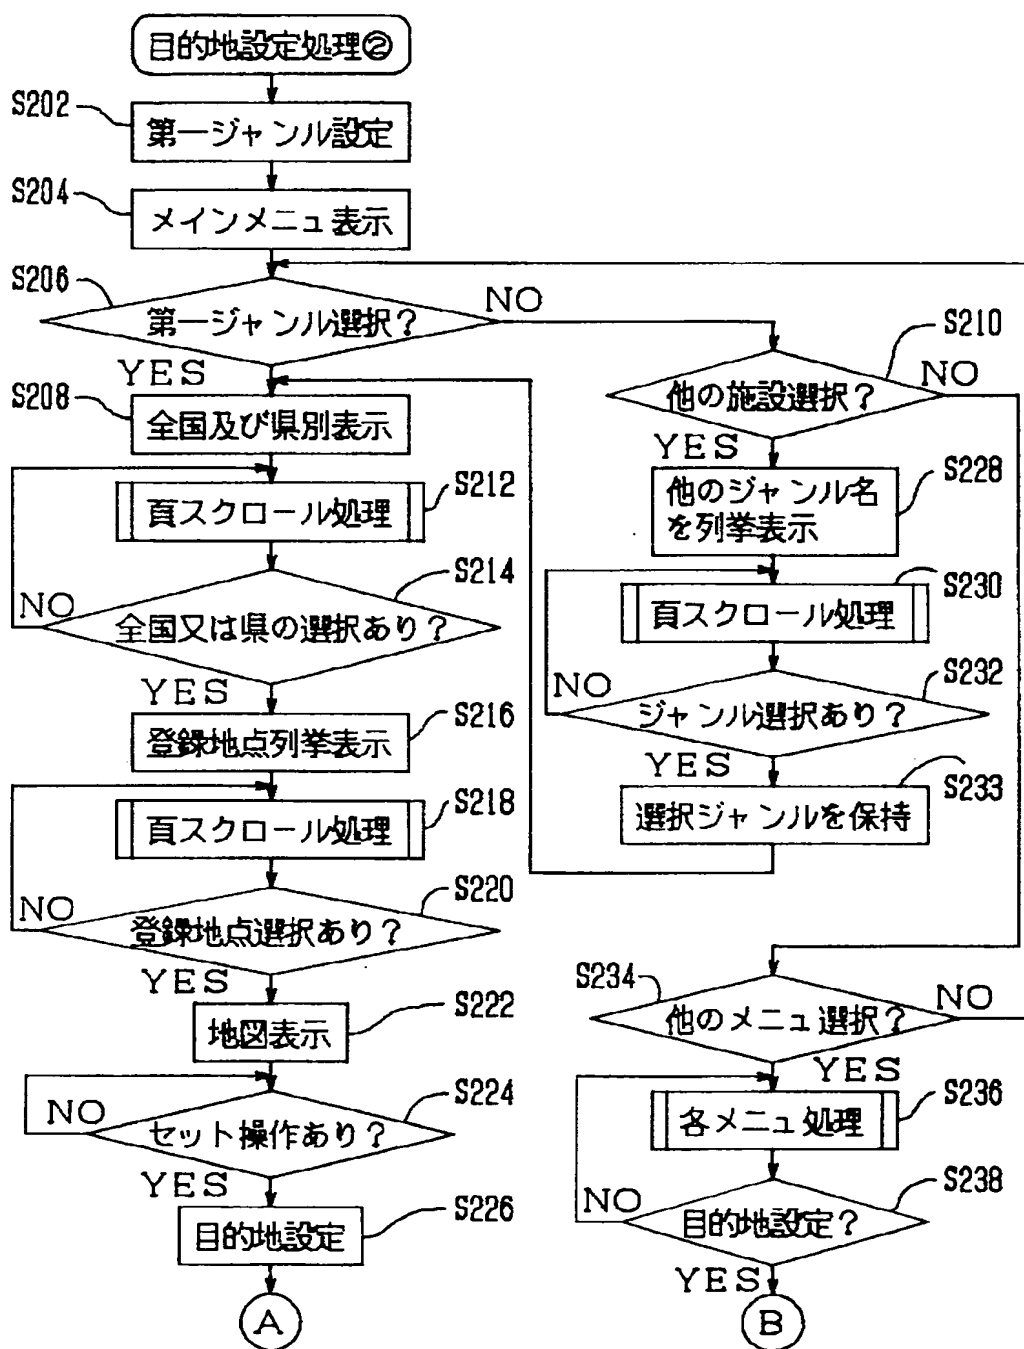 目的地設定処理②
S202
第一ジャンル設定
S204
メインメニュ表示
S206
第一ジャンル選択?
NO
YES
S208
全国及び県別表示
S212
頁スクロール処理
S214
NO
全国又は県の選択あり?
YES
S216
登録地点列挙表示
S218
頁スクロール処理
S220
NO
登録地点選択あり?
YES
S222
地図表示
S224
NO
セット操作あり?
YES
S226
目的地設定
A
S210
NO
他の施設選択?
YES
S228
他のジャンル名
を列挙表示
S230
頁スクロール処理
S232
NO
ジャンル選択あり?
YES
S233
選択ジャンルを保持
S234
NO
他のメニュ選択?
YES
S236
各メニュ処理
S238
NO
目的地設定?
YES
B